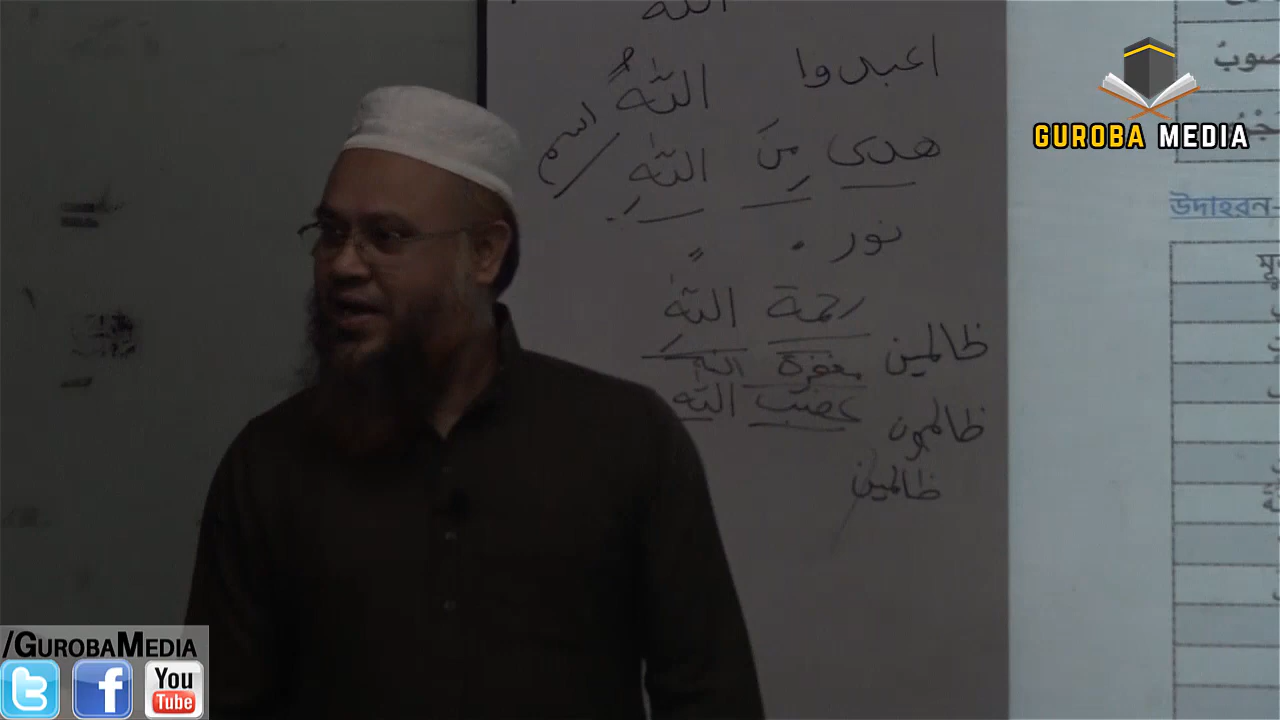 الله
اعبدوا اللهُ
اسم
هدى مِنَ اللهِ
نور
رحمة اللهِ
ظالمين
مغفرة الله
غضب الله
ظالمون
ظالمين
GUROBA MEDIA
উদাহরন-
/GUROBAMEDIA
You
Tube